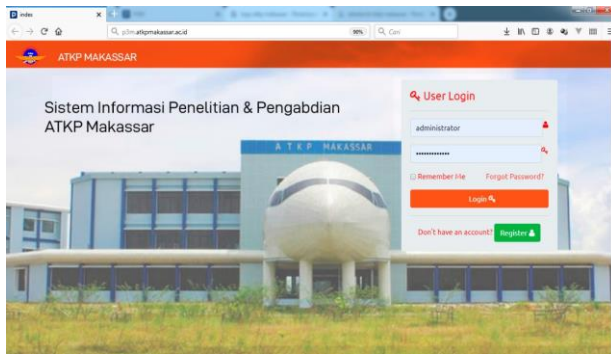 index
p3m.atkpmakassar.ac.id
90%
Cari
ATKP MAKASSAR
Sistem Informasi Penelitian & Pengabdian
ATKP Makassar
User Login
administrator
Remember Me
Forgot Password?
Login
Don't have an account?
Register
A T K P MAKASSAR